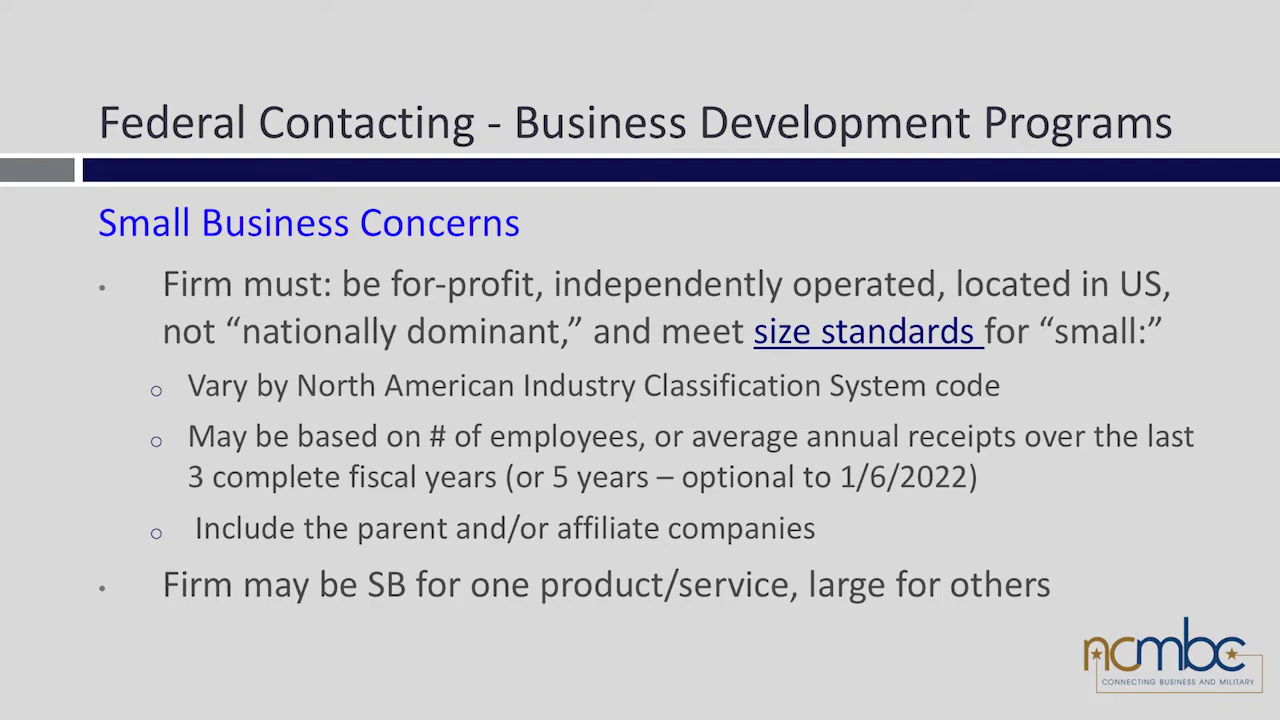 Federal Contacting - Business Development Programs
Small Business Concerns
• Firm must: be for-profit, independently operated, located in US,
not “nationally dominant,” and meet size standards for “small:”
o Vary by North American Industry Classification System code
o May be based on # of employees, or average annual receipts over the last
3 complete fiscal years (or 5 years – optional to 1/6/2022)
o Include the parent and/or affiliate companies
• Firm may be SB for one product/service, large for others
ncmbc
CONNECTING BUSINESS AND MILITARY